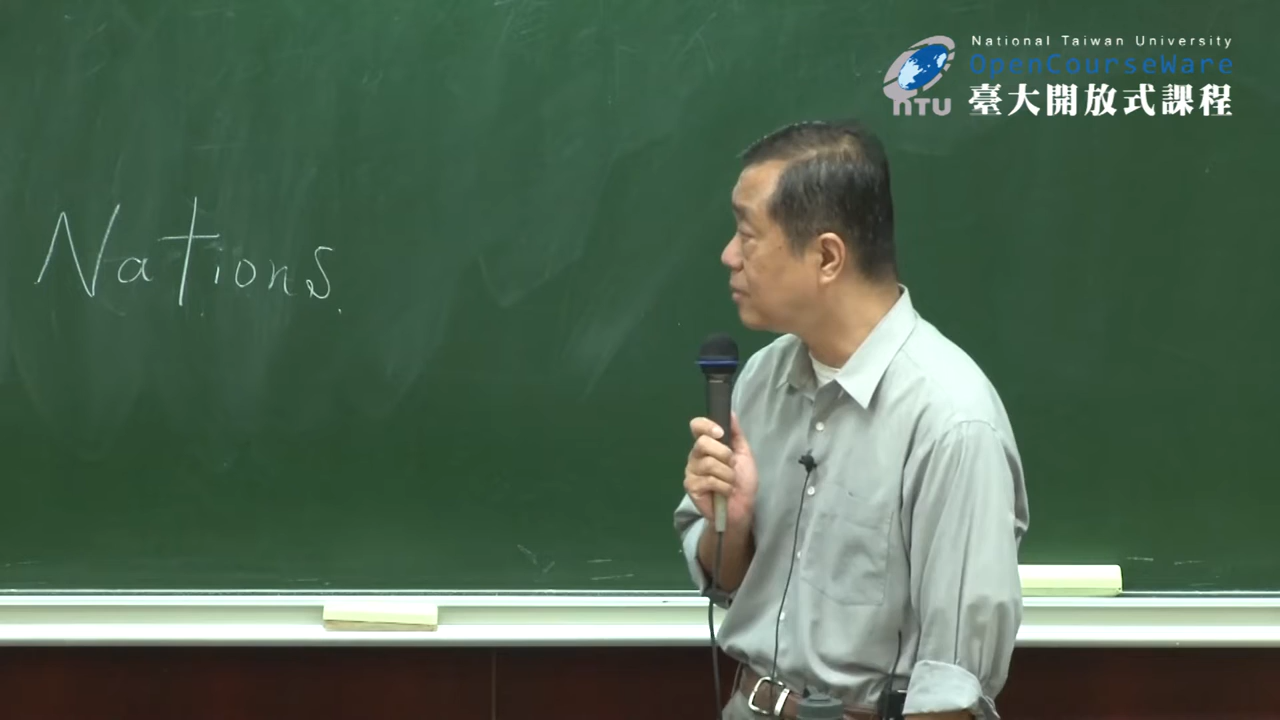 National Taiwan University
OpenCourseWare
NTU
臺大開放式課程
Nations.